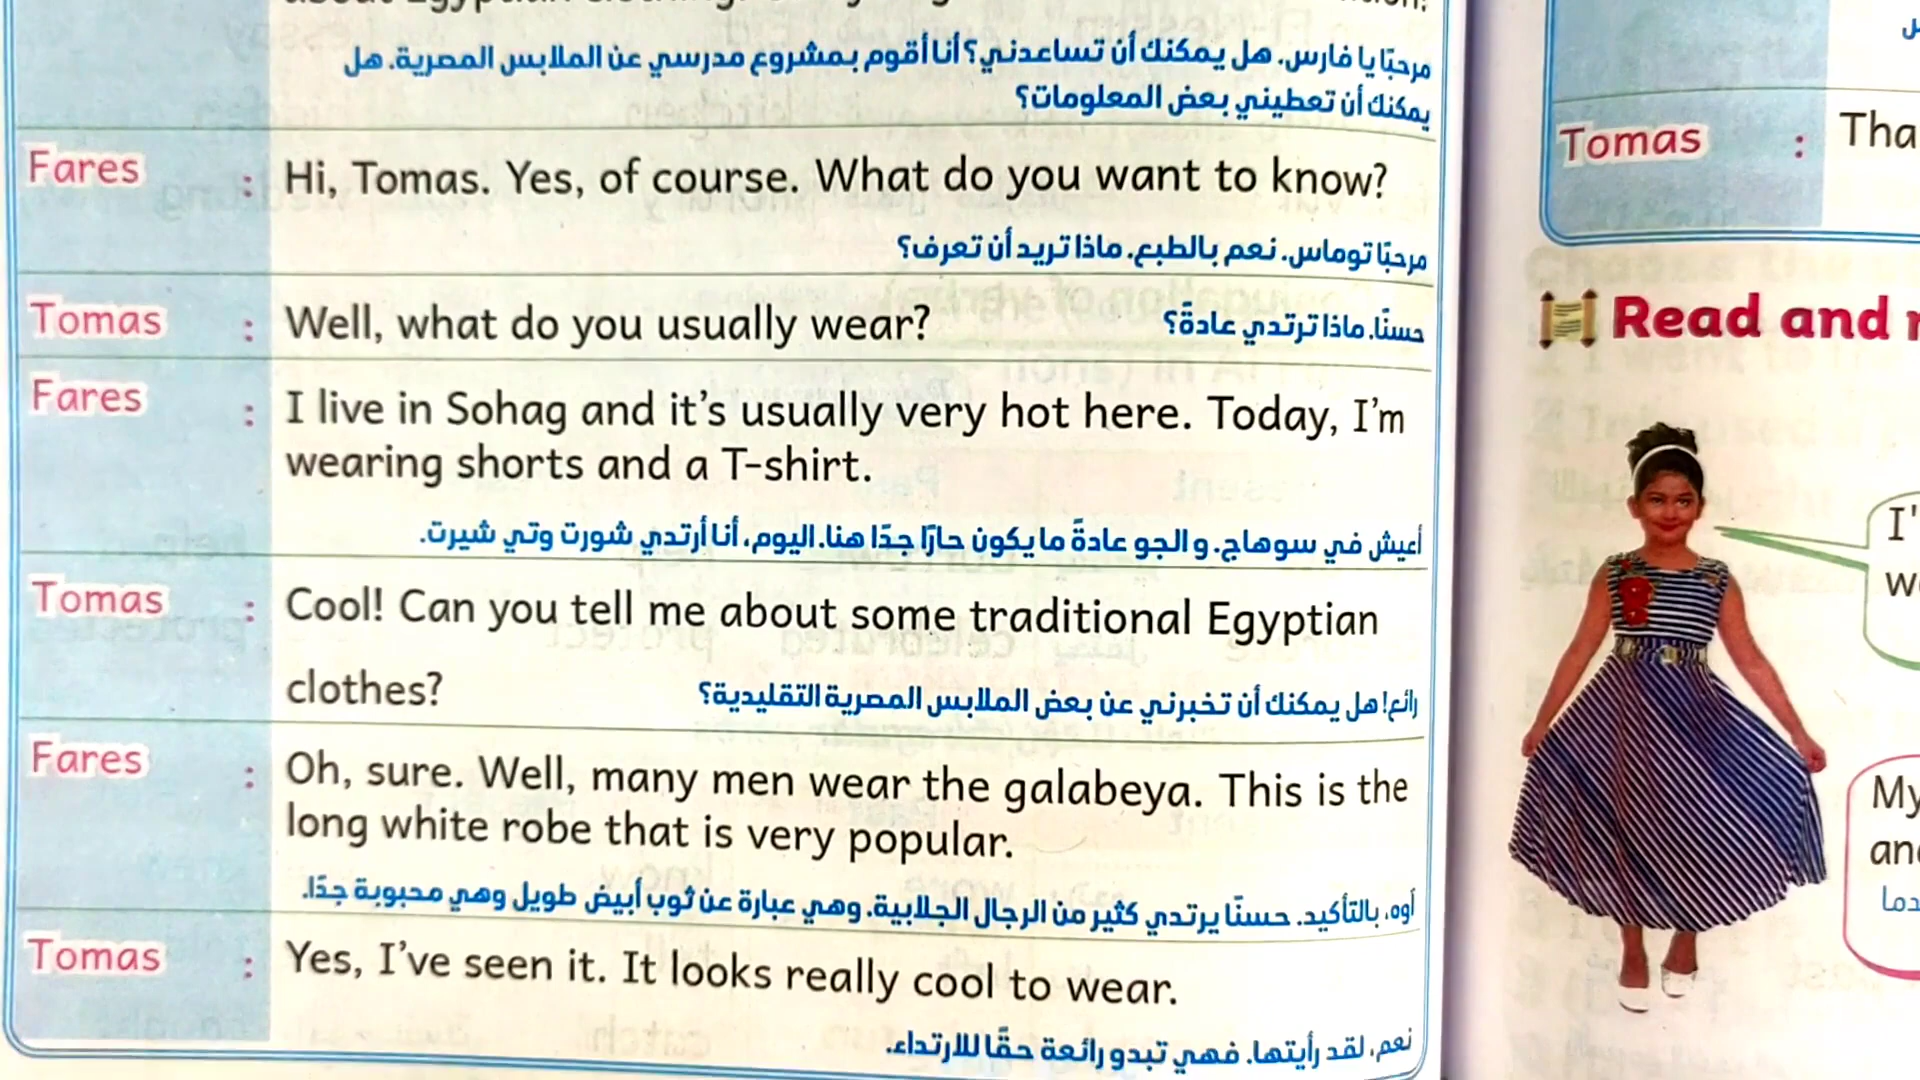 مرحبًا يا فارس. هل يمكنك أن تساعدني؟ أنا أقوم بمشروع مدرسي عن الملابس المصرية. هل
يمكنك أن تعطيني بعض المعلومات؟
Fares : Hi, Tomas. Yes, of course. What do you want to know?
مرحبًا توماس. نعم بالطبع. ماذا تريد أن تعرف؟
Tomas : Well, what do you usually wear? حسنًا. ماذا ترتدي عادةً؟
Fares : I live in Sohag and it's usually very hot here. Today, I'm
wearing shorts and a T-shirt.
أعيش في سوهاج. و الجو عادةً ما يكون حارًا جدًا هنا. اليوم، أنا أرتدي شورت وتي شيرت.
Tomas : Cool! Can you tell me about some traditional Egyptian
clothes? رائع! هل يمكنك أن تخبرني عن بعض الملابس المصرية التقليدية؟
Fares : Oh, sure. Well, many men wear the galabeya. This is the
long white robe that is very popular.
أوه، بالتأكيد. حسنًا يرتدي كثير من الرجال الجلابية. وهي عبارة عن ثوب أبيض طويل وهي محبوبة جدًا.
Tomas : Yes, I've seen it. It looks really cool to wear.
نعم، لقد رأيتها. فهي تبدو رائعة حقًا للارتداء.
Tomas : Tha
Read and
I'
My